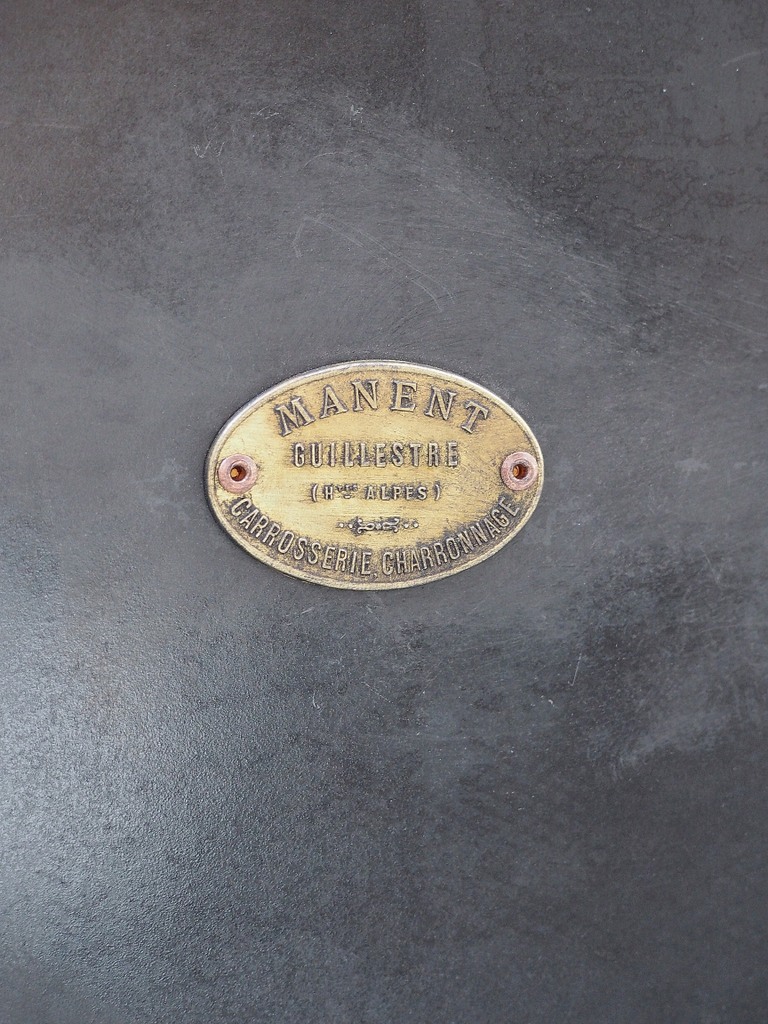 MANENT
GUILLESTRE
(Htes ALPES)
CARROSSERIE, CHARRONNAGE